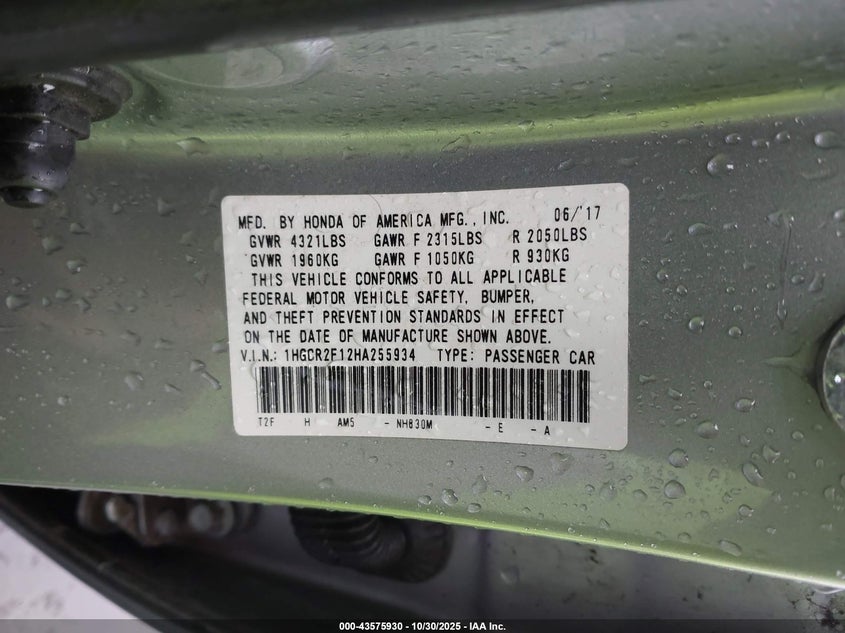 MFD. BY HONDA OF AMERICA MFG., INC. 06/'17
GVWR 4321LBS GAWR F 2315LBS R 2050LBS
GVWR 1960KG GAWR F 1050KG R 930KG
THIS VEHICLE CONFORMS TO ALL APPLICABLE
FEDERAL MOTOR VEHICLE SAFETY, BUMPER,
AND THEFT PREVENTION STANDARDS IN EFFECT
ON THE DATE OF MANUFACTURE SHOWN ABOVE.
V.I.N.: 1HGCR2F12HA255934 TYPE: PASSENGER CAR
T2F H AM5 - NH830M - E - A
000-43575930 - 10/30/2025 - IAA Inc.